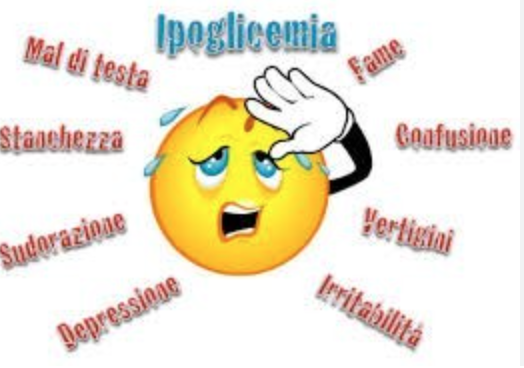 Ipoglicemia
Mal di testa
Fame
Stanchezza
Confusione
Sudorazione
Vertigini
Depressione
Irritabilità